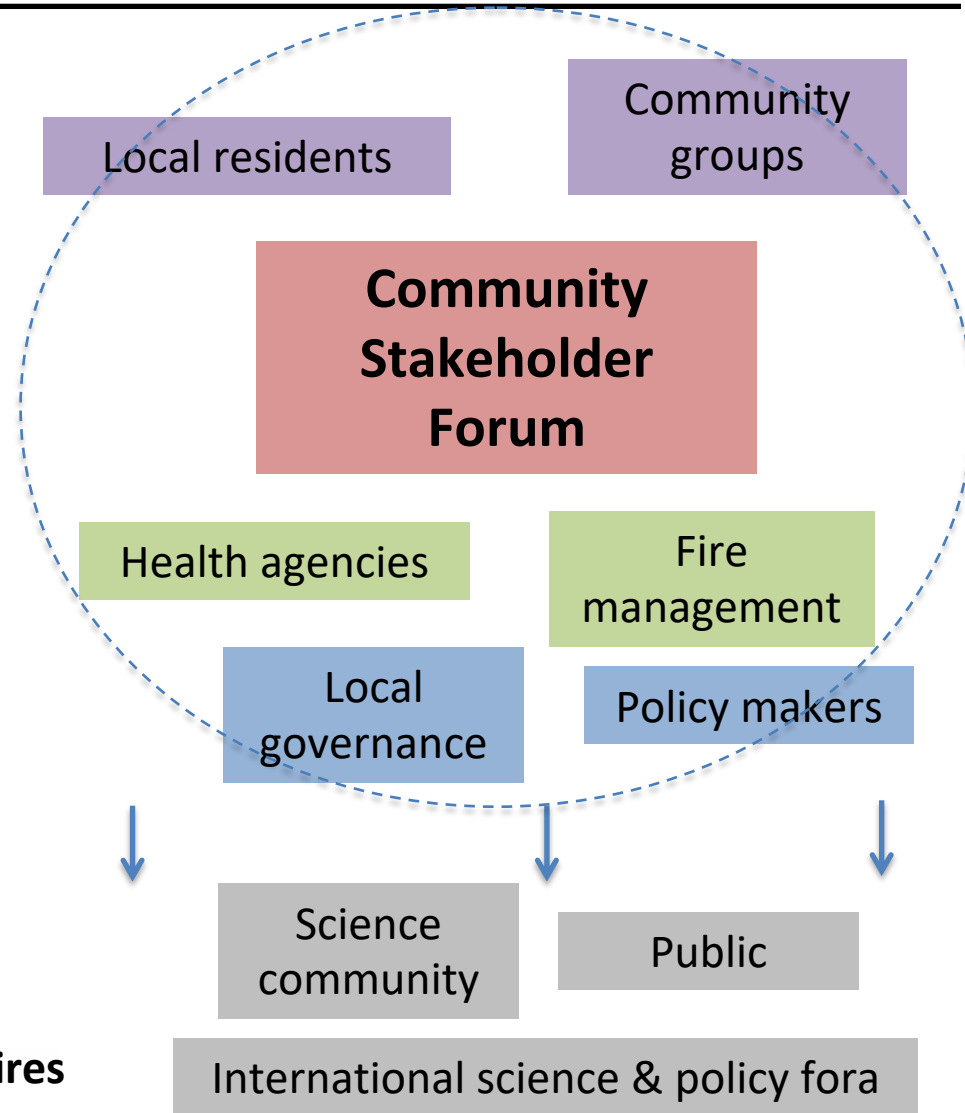 Local residents
Community
groups
Community
Stakeholder
Forum
Health agencies
Fire
management
Local
governance
Policy makers
Science
community
Public
ires
International science & policy fora